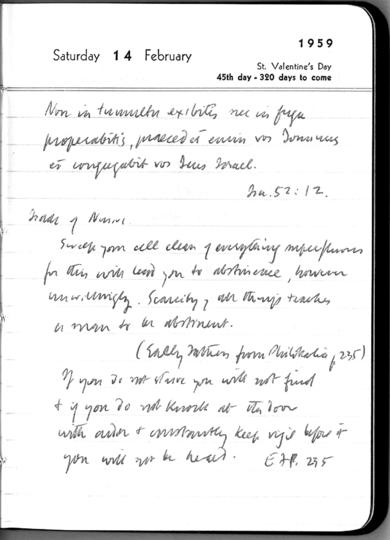 1959
Saturday 14 February
St. Valentine's Day
45th day - 320 days to come
Non in tumultu exibitis nec in fuga
properabitis, praecedet enim vos Dominus
et congregabit vos Deus Israel.
Isa. 52:12.
Isaac of Nineve.
Sweep your cell clean of everything superfluous
for this will lead you to abstinence, however
unwillingly. Scarcity of all things teaches
a man to be abstinent.
(Early Fathers from Philokalia p 235)
If you do not starve you will not find
& if you do not knock at the door
with ardor & constantly keep vigil before it
you will not be heard. EFP. 235